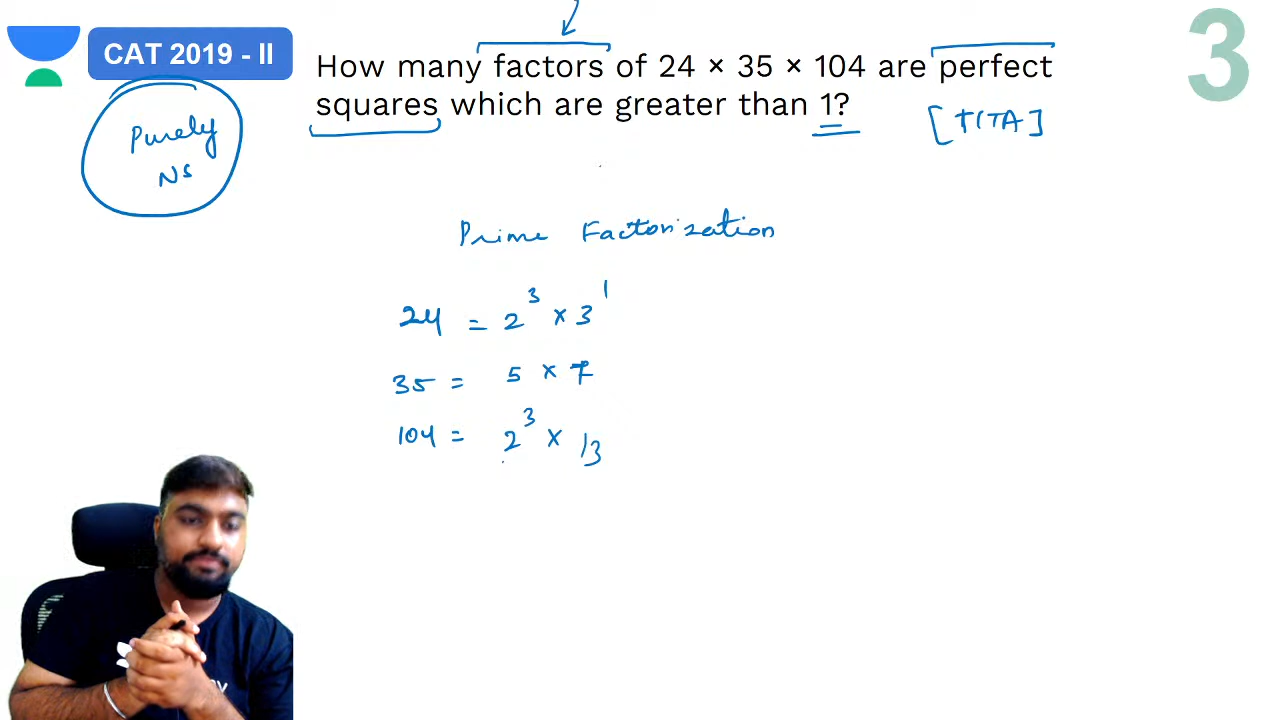 CAT 2019 - II
How many factors of 24 × 35 × 104 are perfect
squares which are greater than 1?
3
[TITA]
Purely
NS
Prime Factorization
24 = 2³ × 3¹
35 = 5 × 7
104 = 2³ × 13